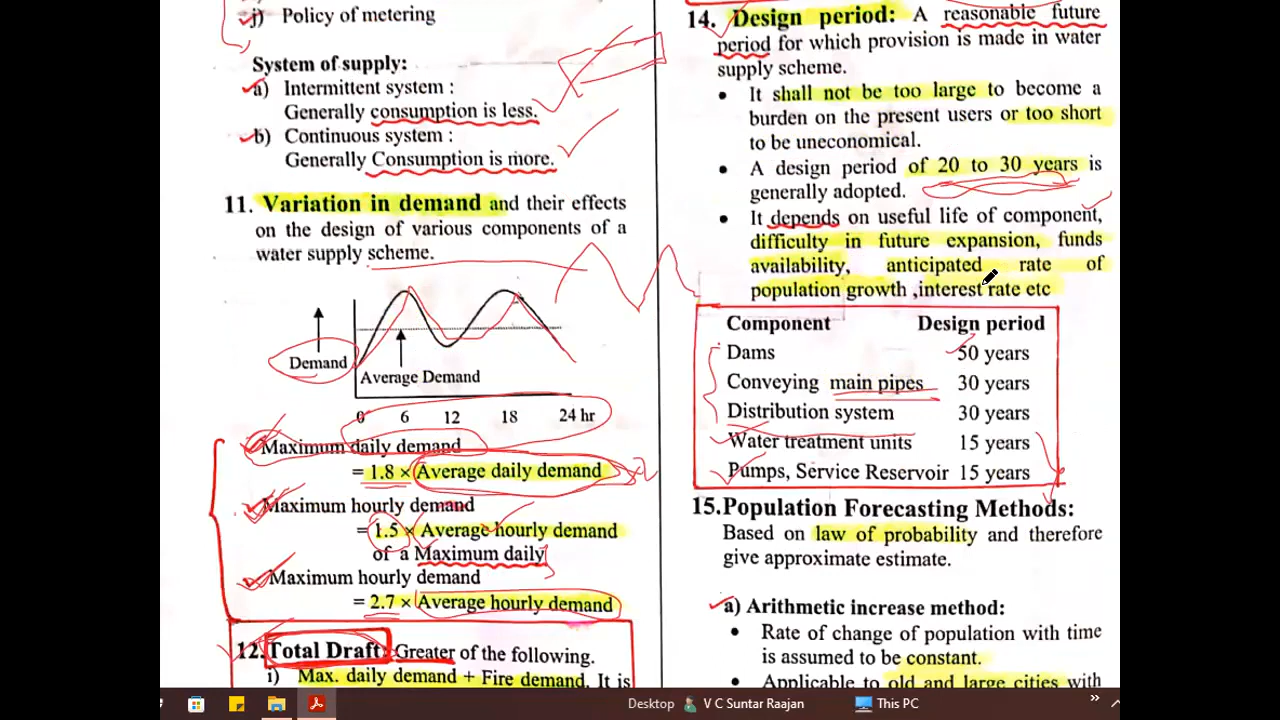 j) Policy of metering
System of supply:
a) Intermittent system :
Generally consumption is less.
b) Continuous system :
Generally Consumption is more.
11. Variation in demand and their effects
on the design of various components of a
water supply scheme.
Demand
Average Demand
0 6 12 18 24 hr
Maximum daily demand
= 1.8 × Average daily demand
Maximum hourly demand
= 1.5 × Average hourly demand
of a Maximum daily
Maximum hourly demand
= 2.7 × Average hourly demand
12. Total Draft: Greater of the following.
i) Max. daily demand + Fire demand. It is
14. Design period: A reasonable future
period for which provision is made in water
supply scheme.
• It shall not be too large to become a
burden on the present users or too short
to be uneconomical.
• A design period of 20 to 30 years is
generally adopted.
• It depends on useful life of component,
difficulty in future expansion, funds
availability, anticipated rate of
population growth ,interest rate etc
Component Design period
Dams 50 years
Conveying main pipes 30 years
Distribution system 30 years
Water treatment units 15 years
Pumps, Service Reservoir 15 years
15.Population Forecasting Methods:
Based on law of probability and therefore
give approximate estimate.
a) Arithmetic increase method:
• Rate of change of population with time
is assumed to be constant.
• Applicable to old and large cities with
Desktop V C Suntar Raajan This PC